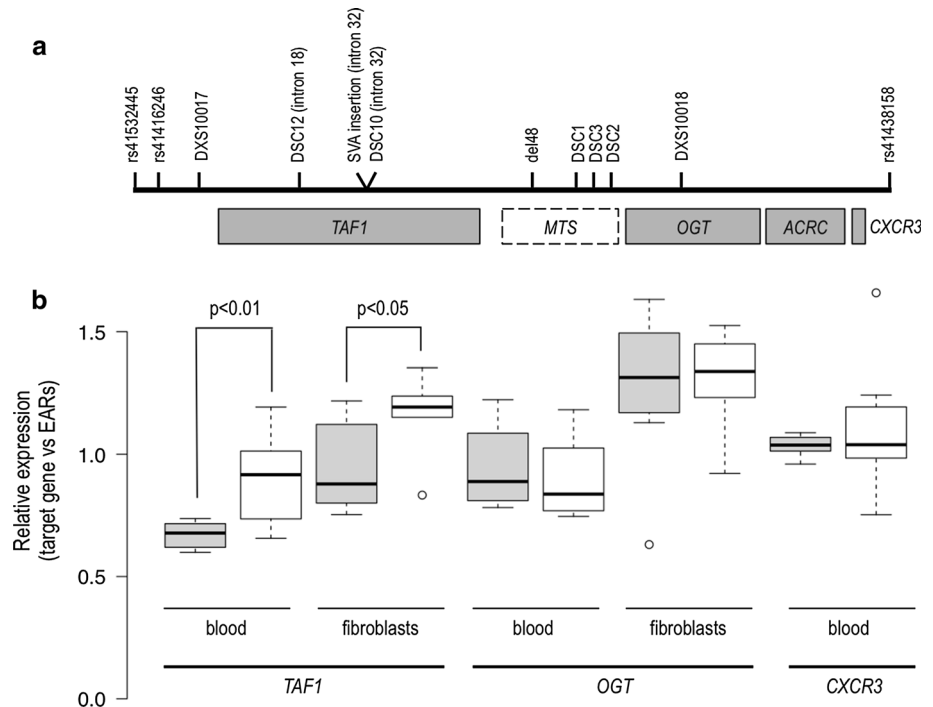 a
rs41532445
rs41416246
DXS10017
DSC12 (intron 18)
SVA insertion (intron 32)
DSC10 (intron 32)
del48
DSC1
DSC3
DSC2
DXS10018
rs41438158
TAF1
MTS
OGT
ACRC
CXCR3
b
Relative expression
(target gene vs EARs)
1.5
1.0
0.5
0.0
p<0.01
p<0.05
blood
fibroblasts
blood
fibroblasts
blood
TAF1
OGT
CXCR3